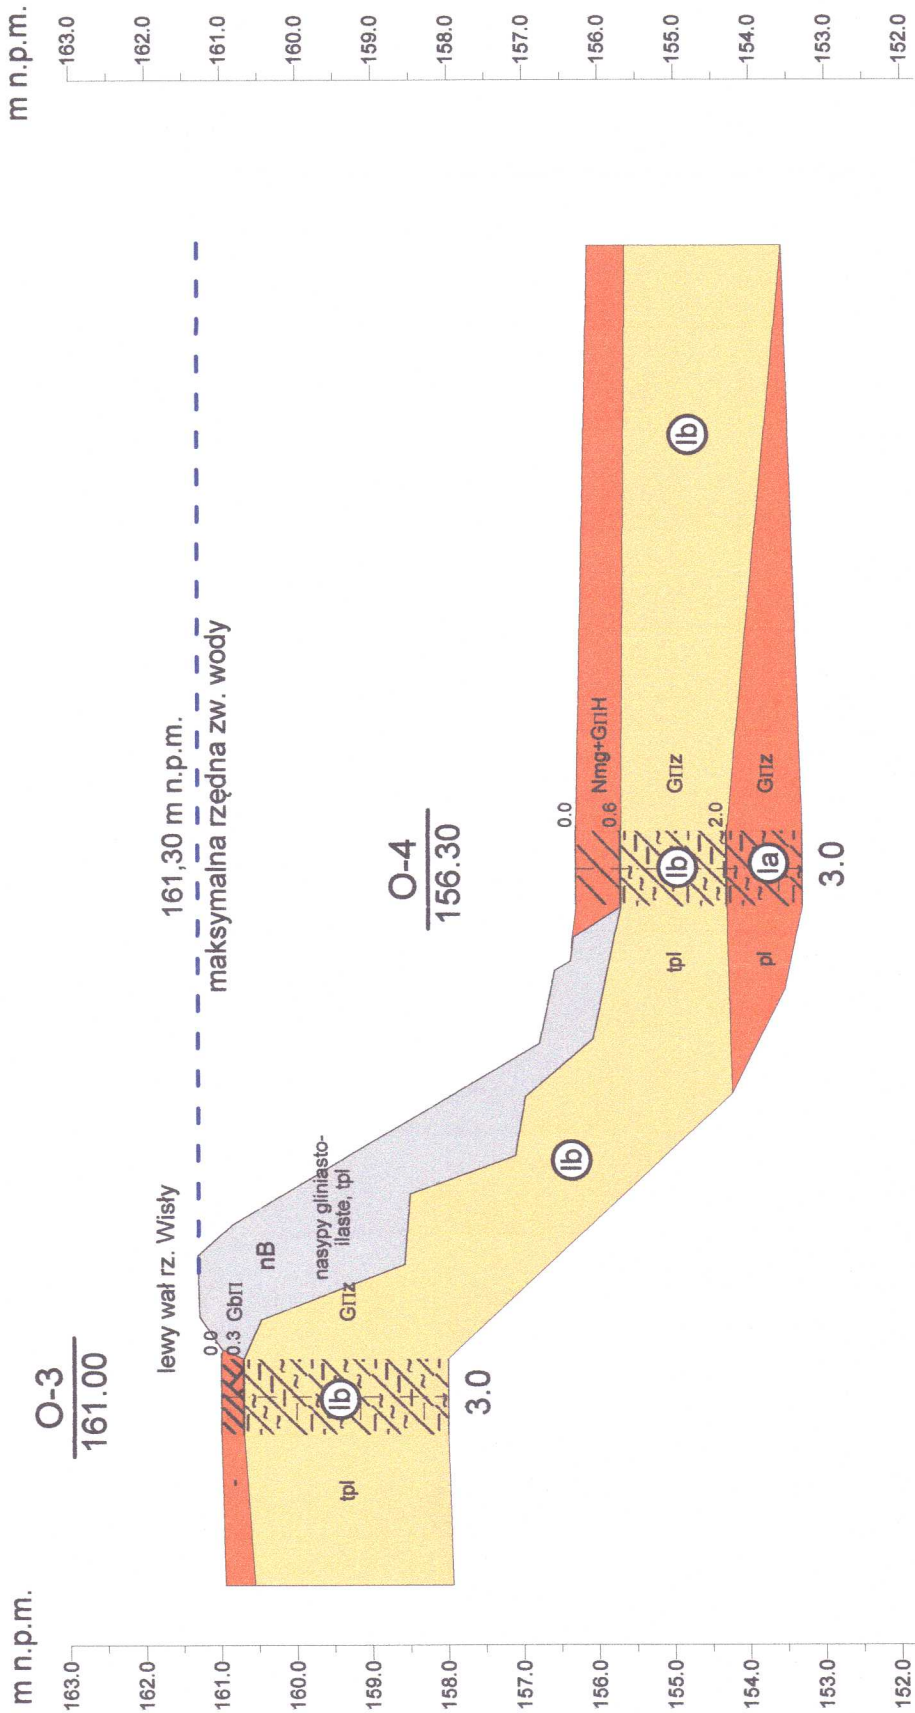 m n.p.m.
163.0
162.0
161.0
160.0
159.0
158.0
157.0
156.0
155.0
154.0
153.0
152.0
O-3
161.00
lewy wał rz. Wisły
161,30 m n.p.m.
maksymalna rzędna zw. wody
0.0
0.3
GbΠ
-
nB
nasypy gliniasto-
ilaste, tpl
tpl
Ib
GΠz
3.0
Ib
O-4
156.30
0.0
0.6
Nmg+GΠH
tpl
Ib
GΠz
2.0
pl
Ia
GΠz
3.0
Ib
m n.p.m.
163.0
162.0
161.0
160.0
159.0
158.0
157.0
156.0
155.0
154.0
153.0
152.0